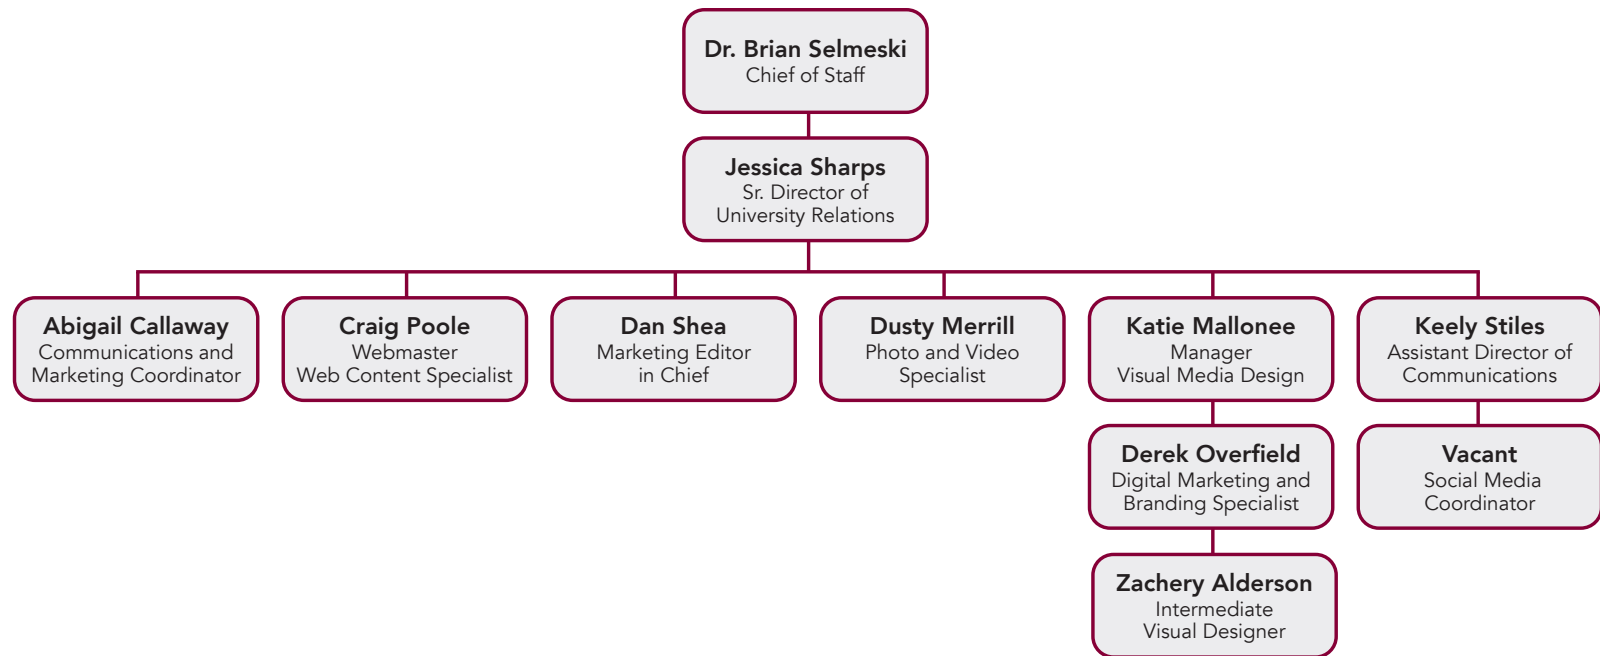 Dr. Brian Selmeski
Chief of Staff
Jessica Sharps
Sr. Director of
University Relations
Abigail Callaway
Communications and
Marketing Coordinator
Craig Poole
Webmaster
Web Content Specialist
Dan Shea
Marketing Editor
in Chief
Dusty Merrill
Photo and Video
Specialist
Katie Mallonee
Manager
Visual Media Design
Keely Stiles
Assistant Director of
Communications
Derek Overfield
Digital Marketing and
Branding Specialist
Vacant
Social Media
Coordinator
Zachery Alderson
Intermediate
Visual Designer